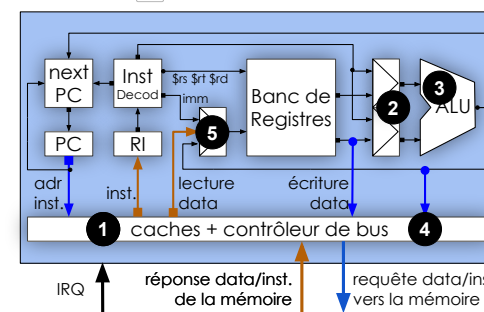 next
PC
Inst
Decod
$rs $rt $rd
imm
Banc de
Registres
3
ALU
2
5
PC
RI
adr
inst.
inst.
lecture
data
écriture
data
1 caches + contrôleur de bus 4
IRQ
réponse data/inst.
de la mémoire
requête data/ins
vers la mémoire